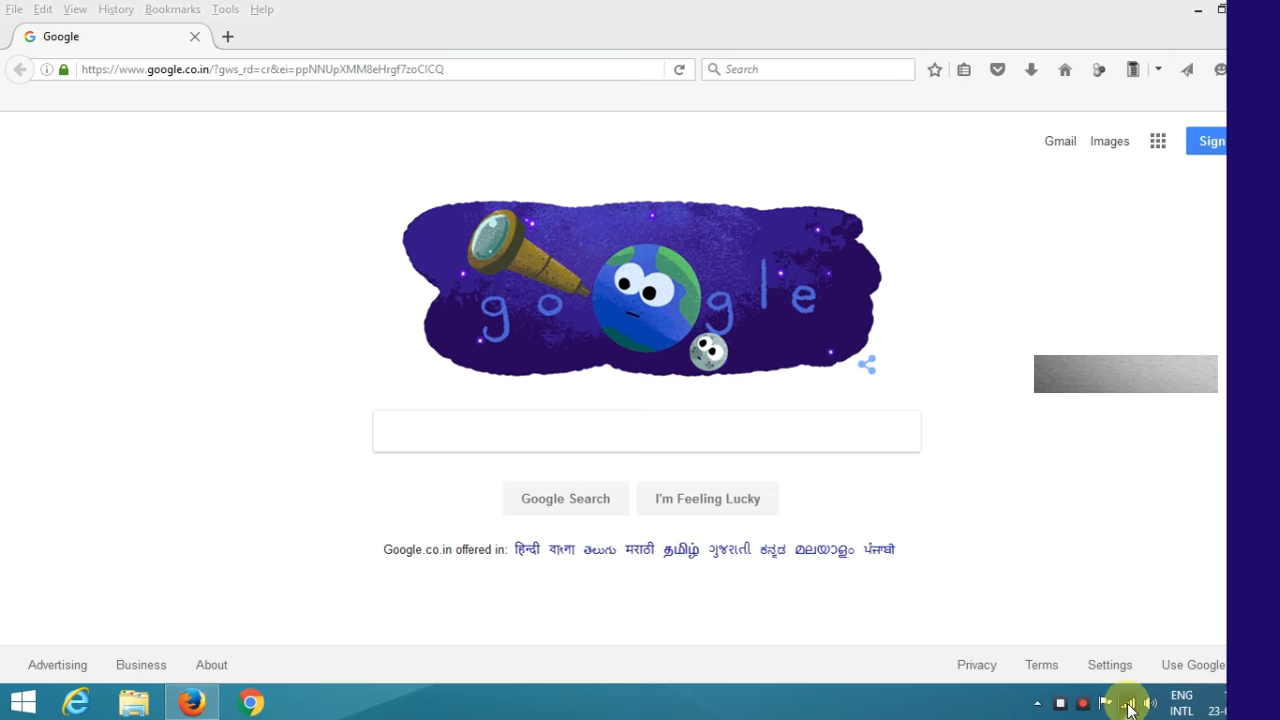 File Edit View History Bookmarks Tools Help
Google
https://www.google.co.in/?gws_rd=cr&ei=ppNNUpXMM8eHrgf7zoCICQ
Search
Gmail Images
Sign
g o g l e
Google Search I'm Feeling Lucky
Google.co.in offered in: हिन्दी বাংলা తెలుగు मराठी தமிழ் ગુજરાતી ಕನ್ನಡ മലയാളം ਪੰਜਾਬੀ
Advertising Business About Privacy Terms Settings Use Google
ENG
INTL